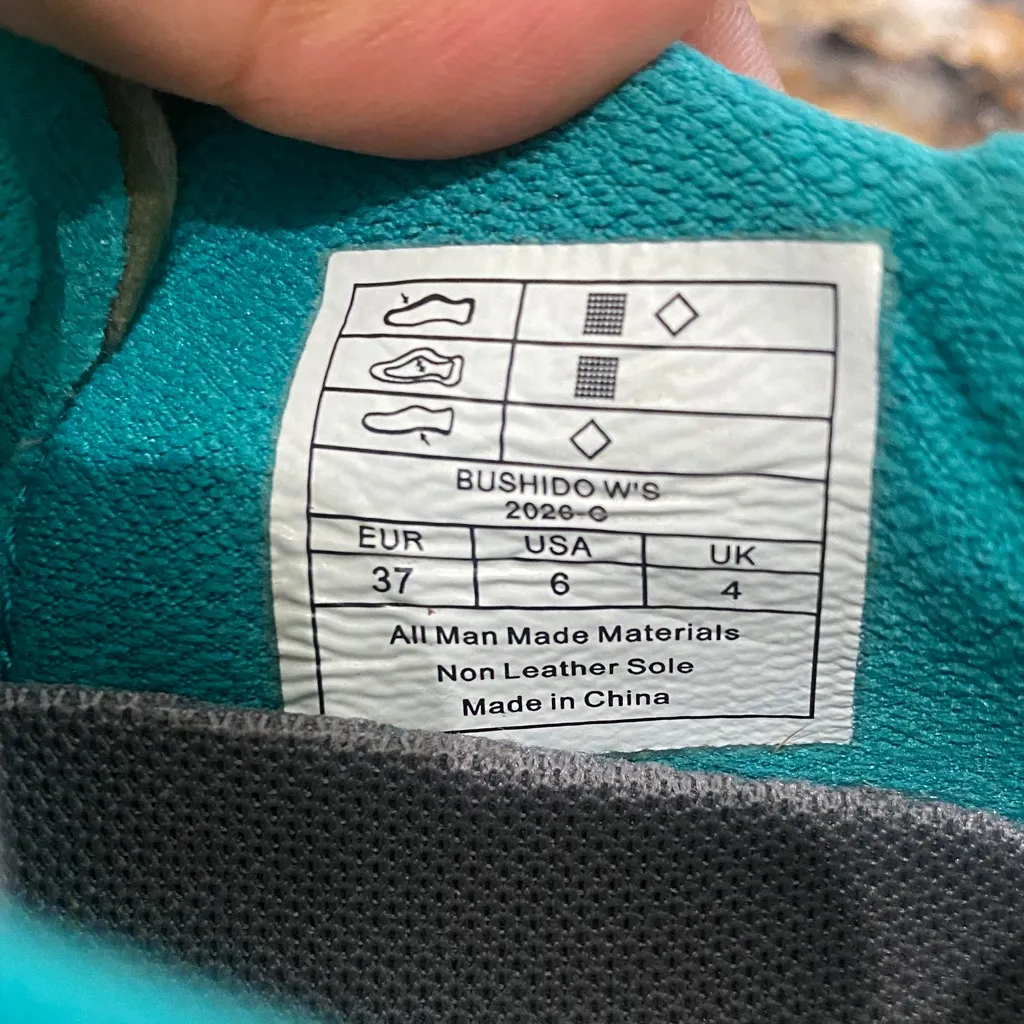 BUSHIDO W'S
2026-C
EUR USA UK
37 6 4
All Man Made Materials
Non Leather Sole
Made in China